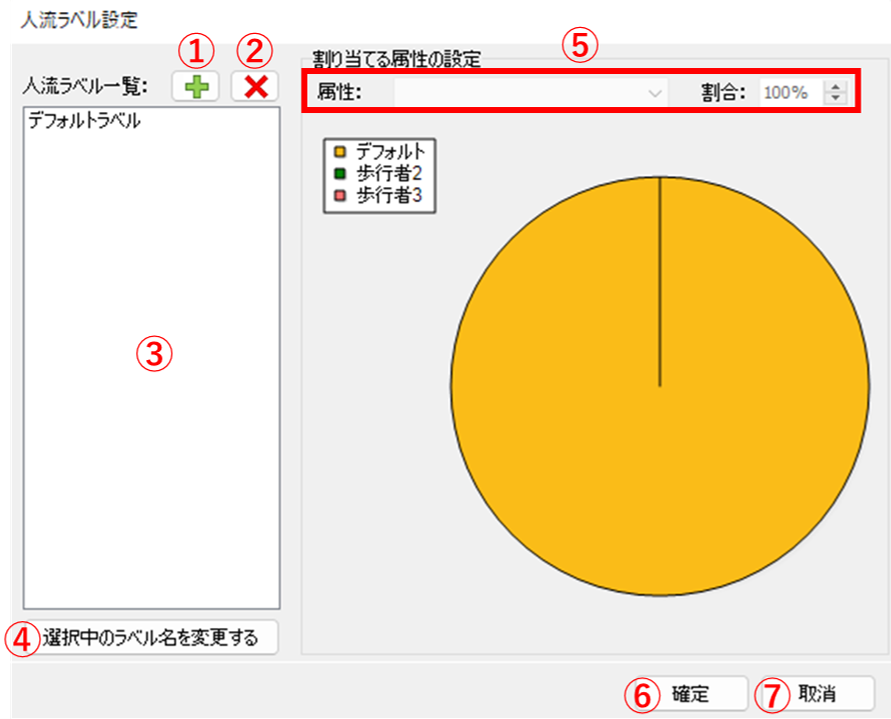 人流ラベル設定
① ②
人流ラベル一覧:
デフォルトラベル
③
④ 選択中のラベル名を変更する
割り当てる属性の設定 ⑤
属性: 割合: 100%
デフォルト
歩行者2
歩行者3
⑥ 確定 ⑦ 取消